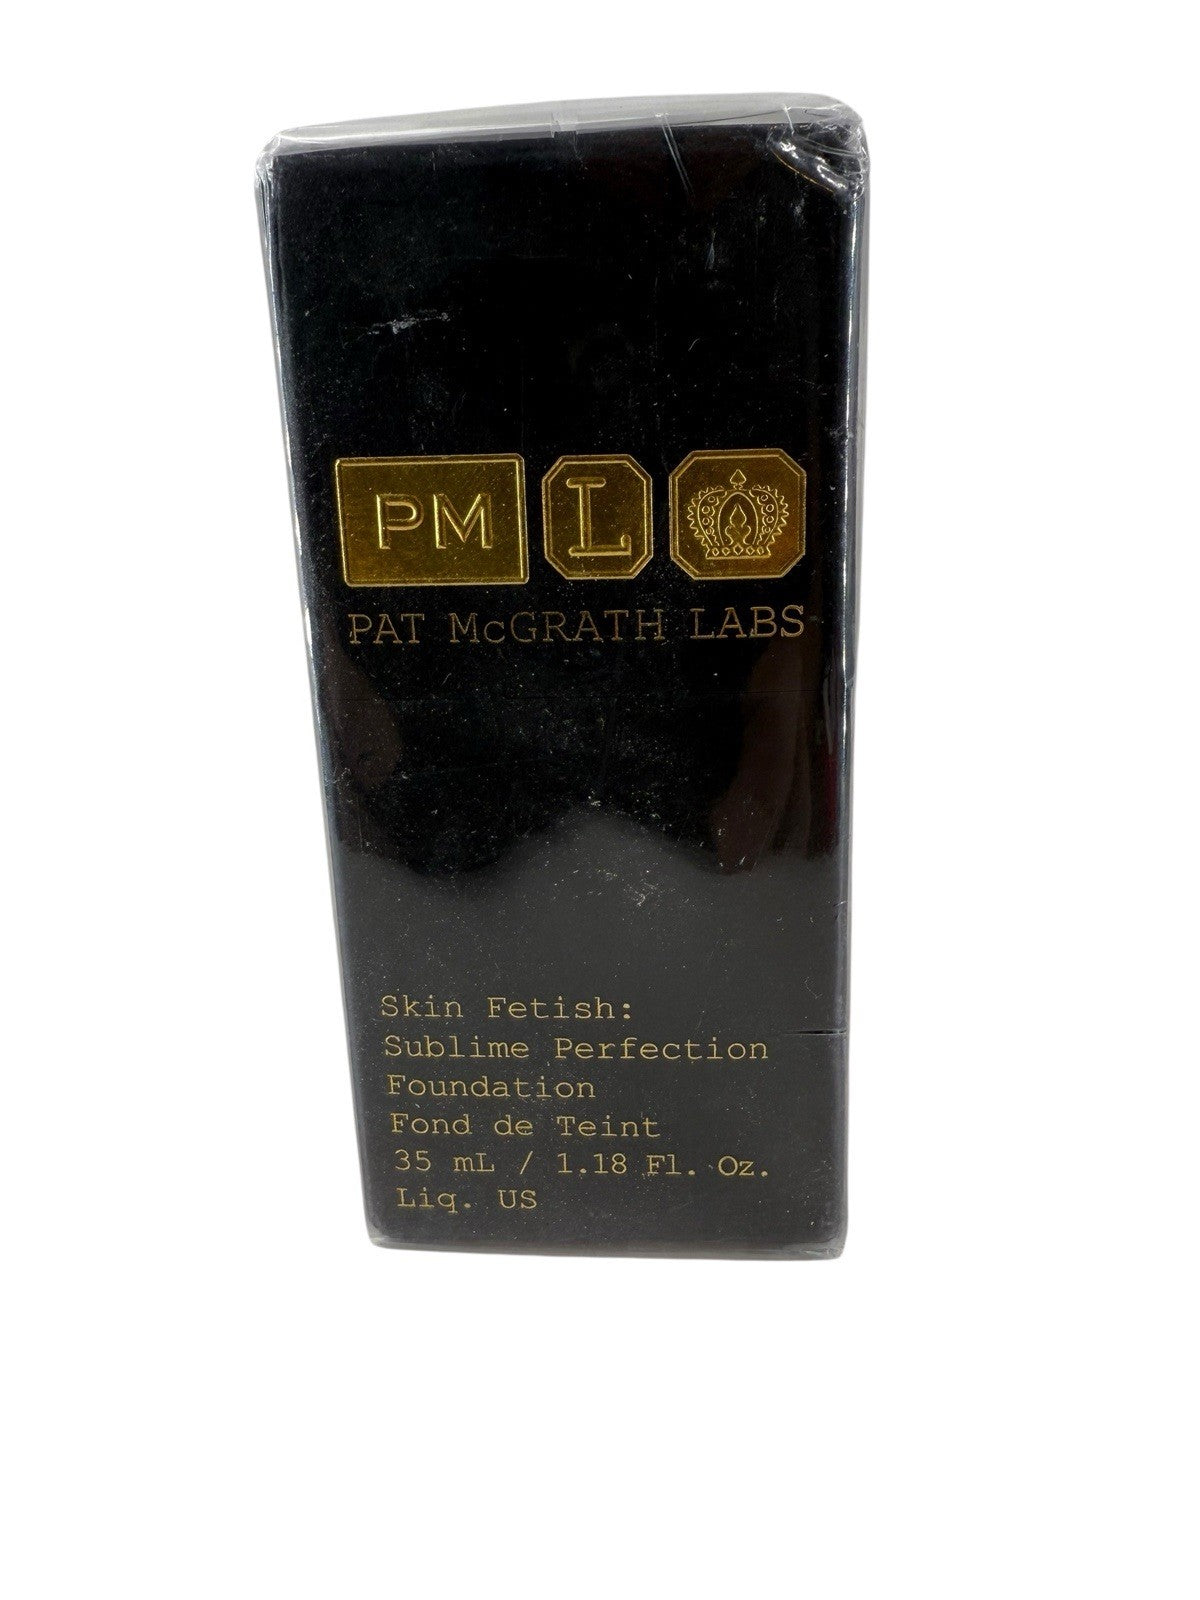 PM L
PAT McGRATH LABS
Skin Fetish:
Sublime Perfection
Foundation
Fond de Teint
35 mL / 1.18 Fl. Oz.
Liq. US